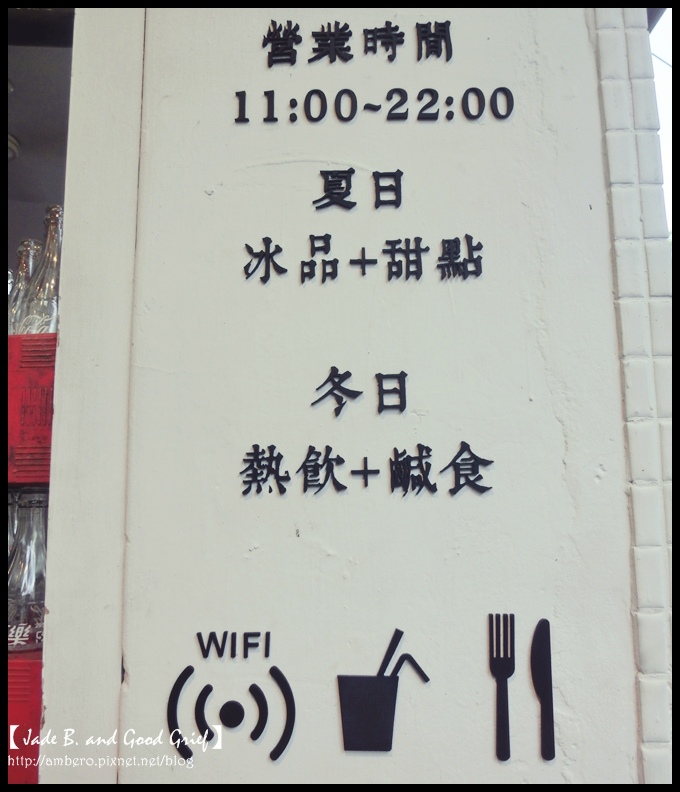 營業時間
11:00~22:00
夏日
冰品+甜點
冬日
熱飲+鹹食
WIFI
【Jade B. and Good Grief】
http://ambero.pixnet.net/blog